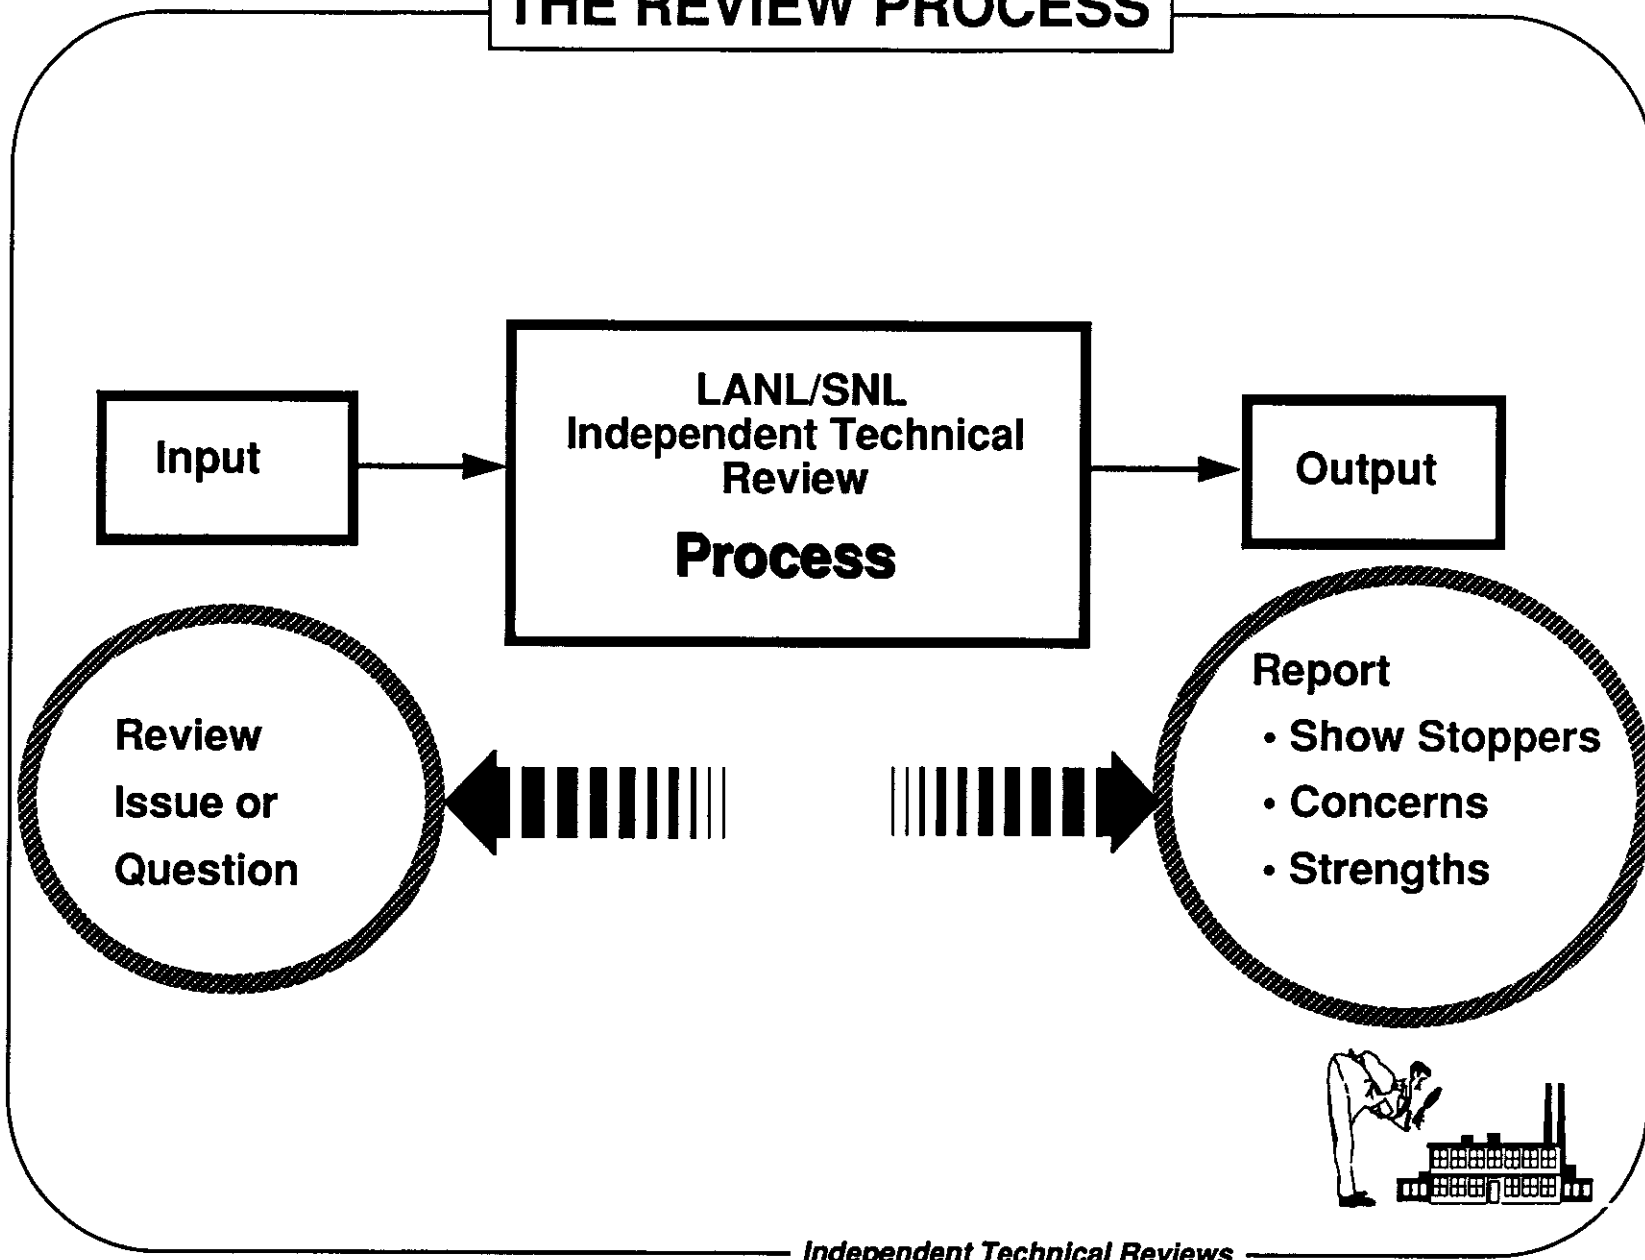 THE REVIEW PROCESS
Input
LANL/SNL
Independent Technical
Review
Process
Output
Review
Issue or
Question
Report
• Show Stoppers
• Concerns
• Strengths
Independent Technical Reviews